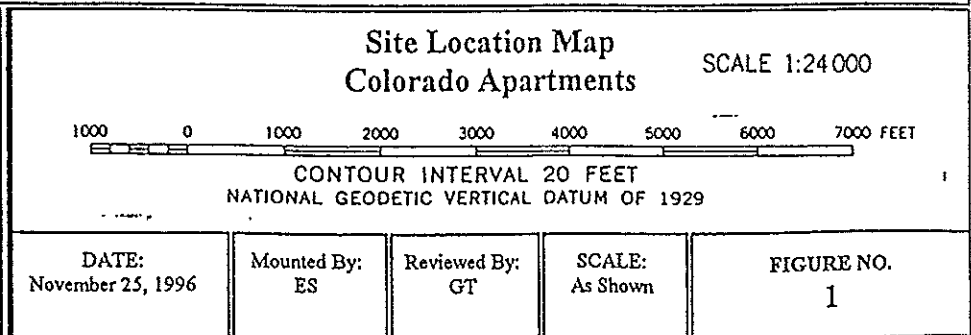 Site Location Map
Colorado Apartments
SCALE 1:24000
1000 0 1000 2000 3000 4000 5000 6000 7000 FEET
CONTOUR INTERVAL 20 FEET
NATIONAL GEODETIC VERTICAL DATUM OF 1929
DATE:
November 25, 1996
Mounted By:
ES
Reviewed By:
GT
SCALE:
As Shown
FIGURE NO.
1